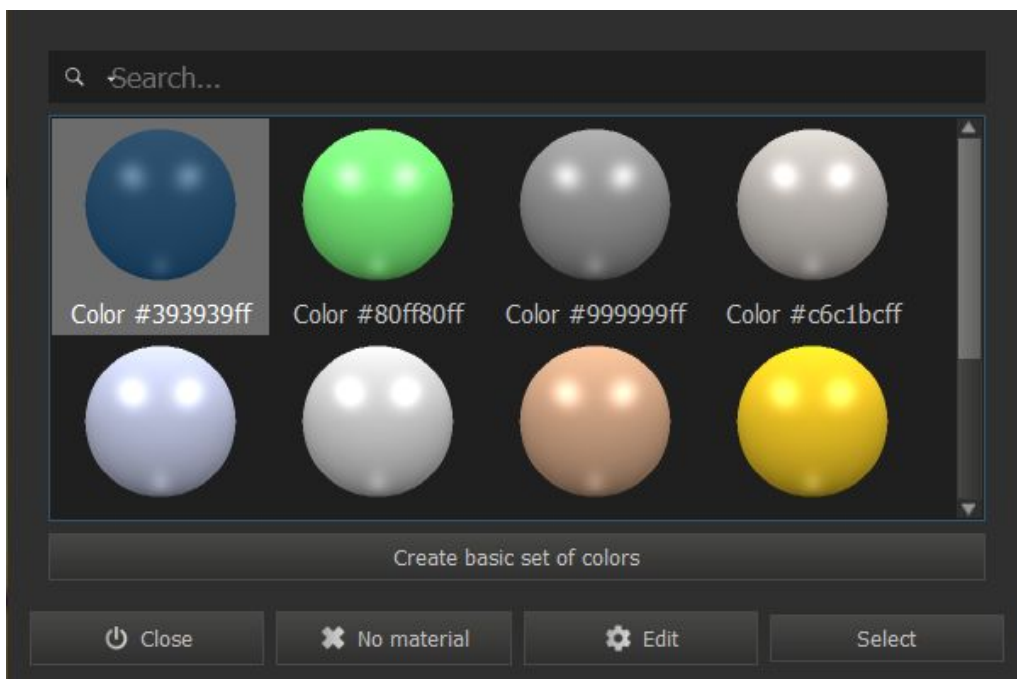 Search...
Color #393939ff
Color #80ff80ff
Color #999999ff
Color #c6c1bcff
Create basic set of colors
Close
No material
Edit
Select